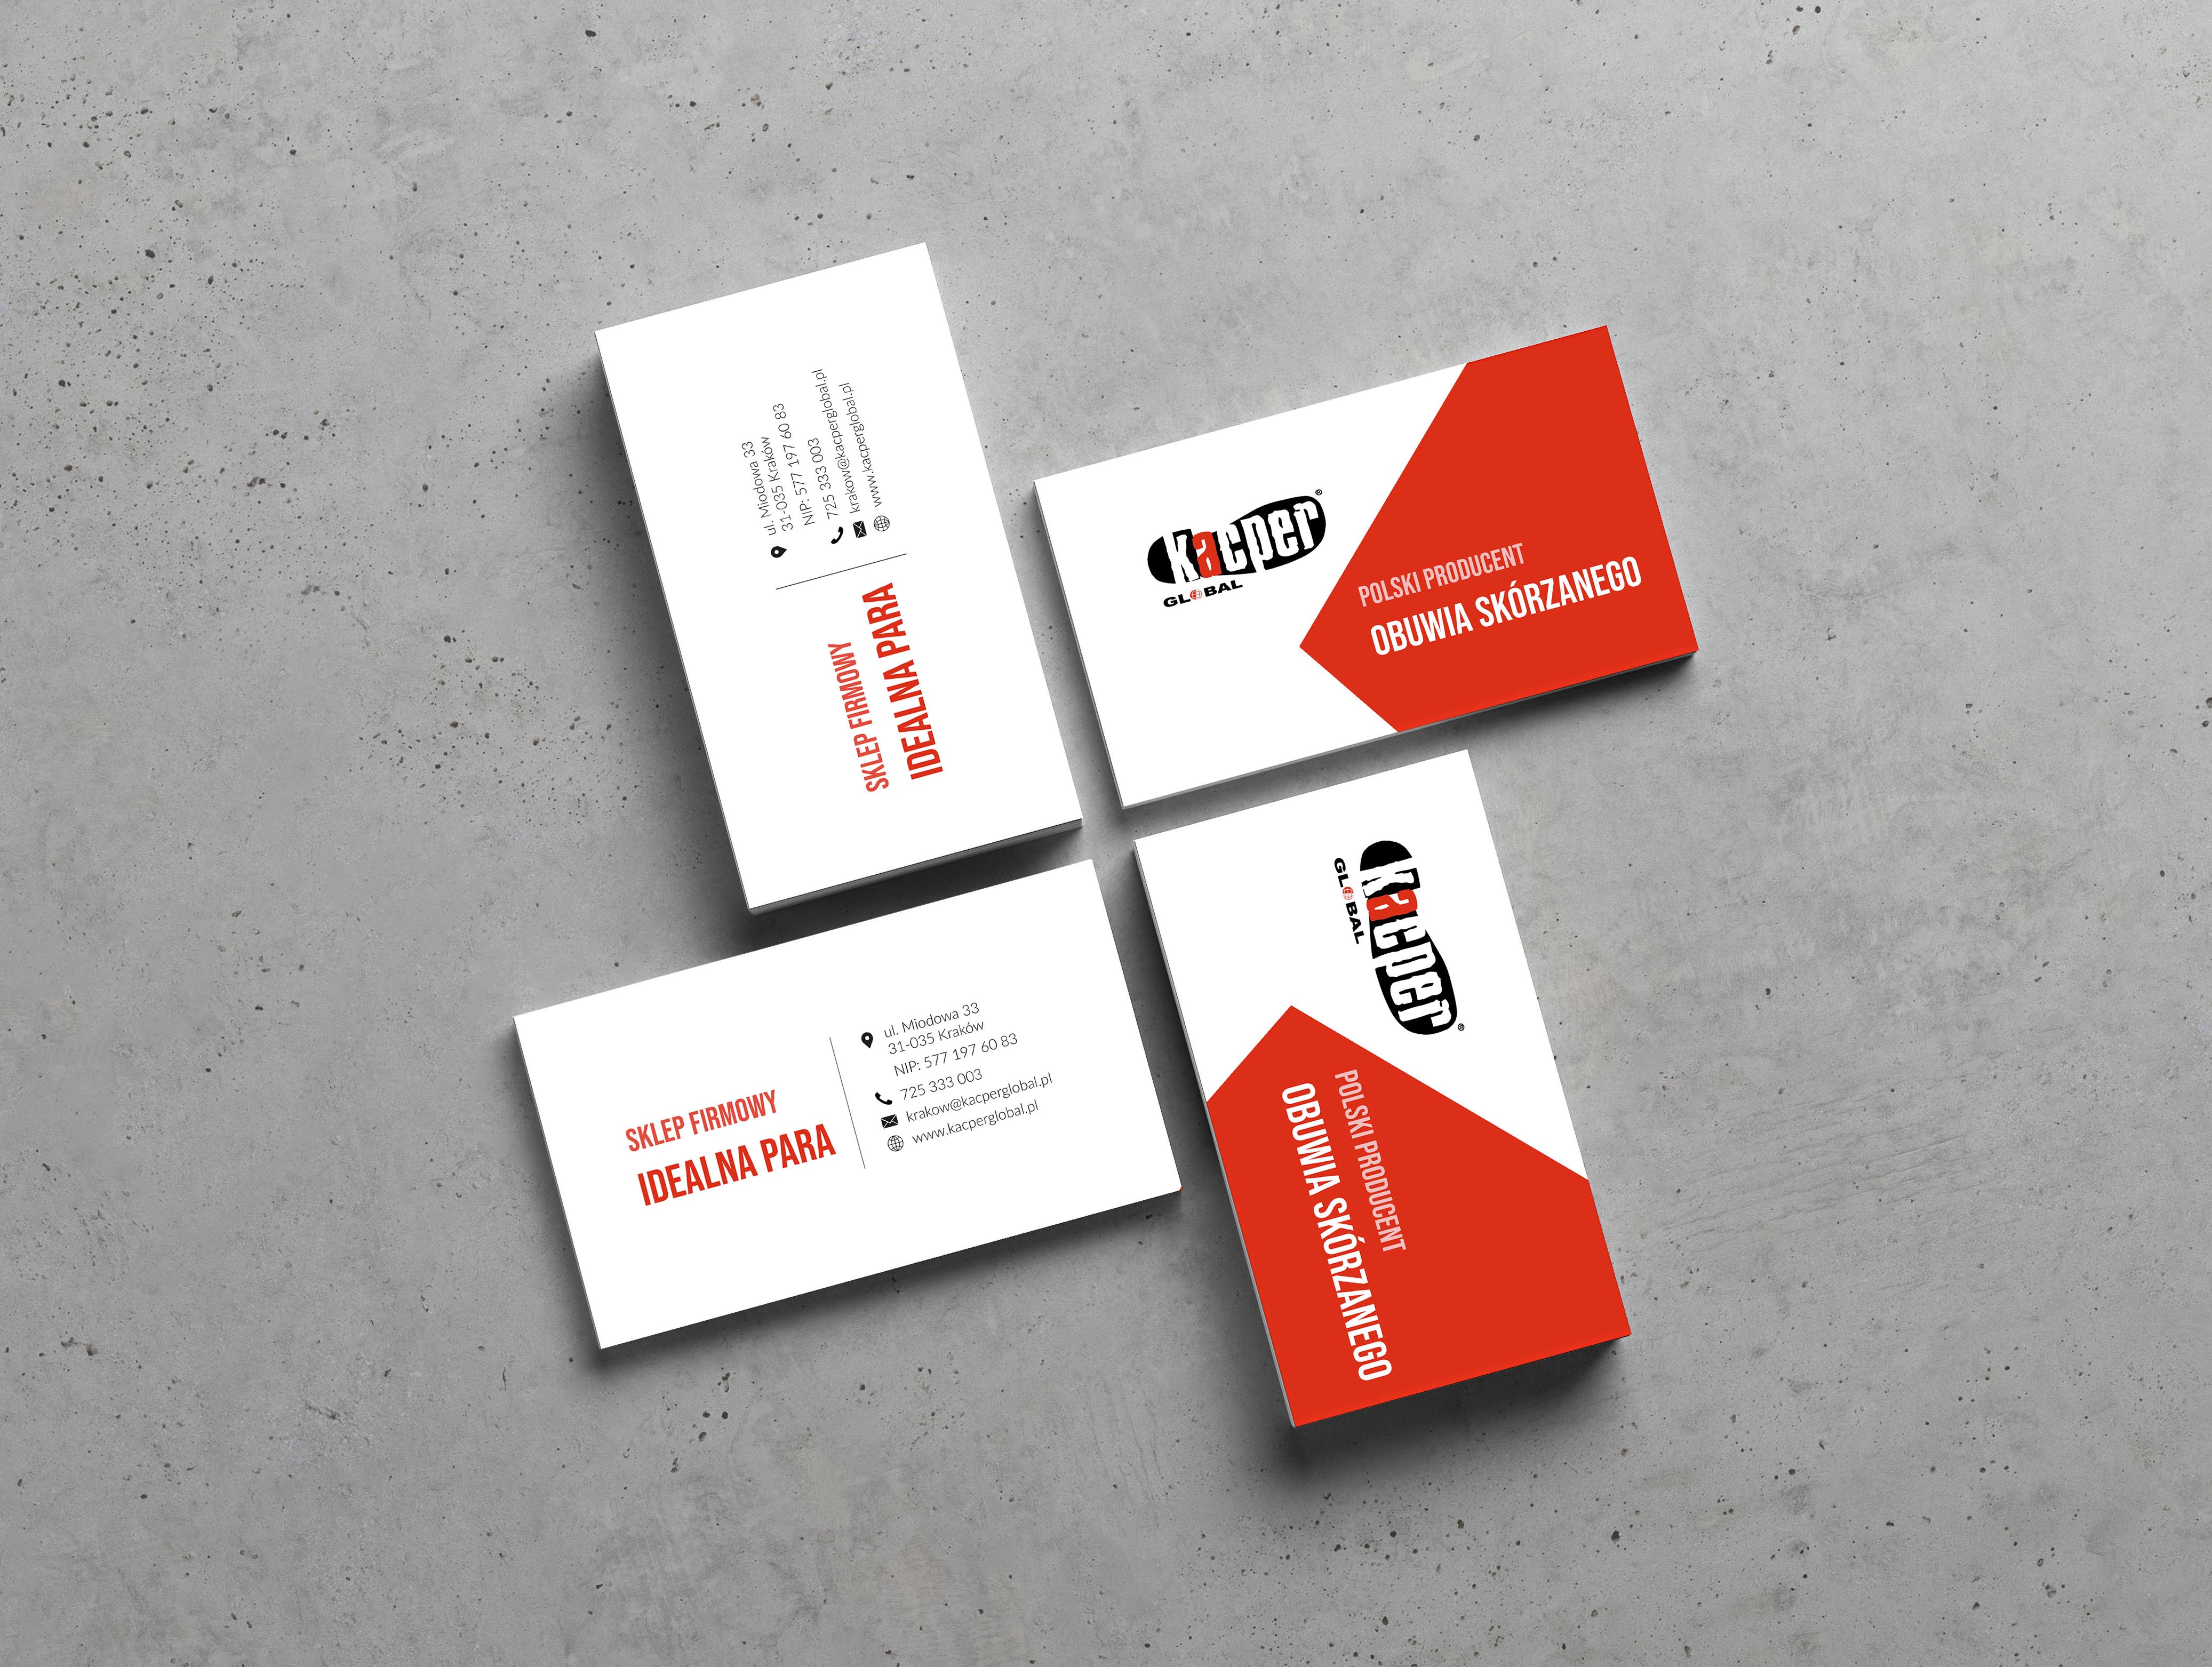 ul. Miodowa 33
31-035 Kraków
NIP: 577 197 60 83
725 333 003
krakow@kacperglobal.pl
www.kacperglobal.pl
SKLEP FIRMOWY
IDEALNA PARA
kacper®
GLOBAL
POLSKI PRODUCENT
OBUWIA SKÓRZANEGO
SKLEP FIRMOWY
IDEALNA PARA
ul. Miodowa 33
31-035 Kraków
NIP: 577 197 60 83
725 333 003
krakow@kacperglobal.pl
www.kacperglobal.pl
kacper®
GLOBAL
POLSKI PRODUCENT
OBUWIA SKÓRZANEGO